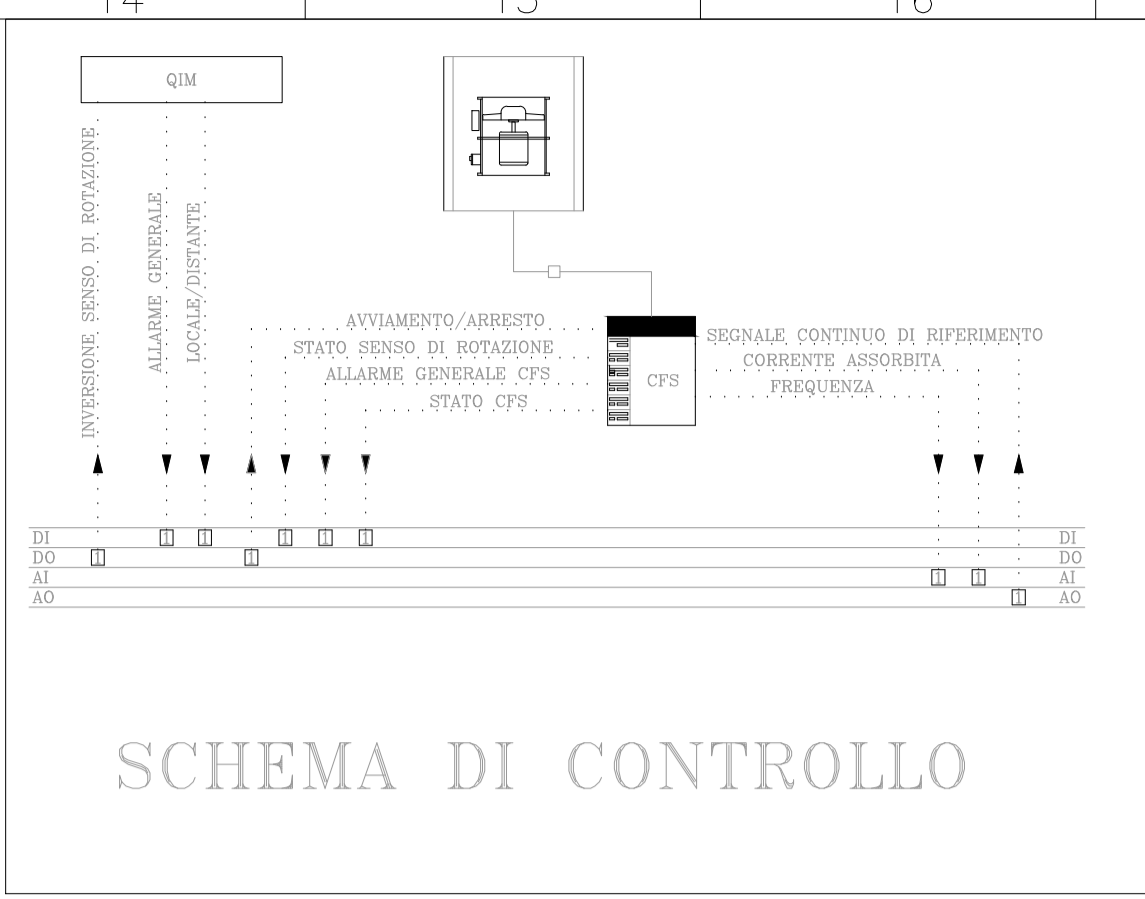 14 15 16
QIM
INVERSIONE SENSO DI ROTAZIONE
ALLARME GENERALE
LOCALE/DISTANTE
AVVIAMENTO/ARRESTO
STATO SENSO DI ROTAZIONE
ALLARME GENERALE CFS
STATO CFS
CFS
SEGNALE CONTINUO DI RIFERIMENTO
CORRENTE ASSORBITA
FREQUENZA
DI 1 1 1 1 1 DI
DO 1 1 DO
AI 1 1 AI
AO 1 AO
SCHEMA DI CONTROLLO